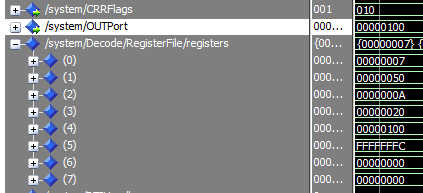 /system/CRRFlags 001 010
/system/OUTPort 000... 00000100
/system/Decode/RegisterFile/registers {00... {00000007} {
(0) 000... 00000007
(1) 000... 00000050
(2) 000... 0000000A
(3) 000... 00000020
(4) 000... 00000100
(5) 000... FFFFFFFC
(6) 000... 00000000
(7) 000... 00000000